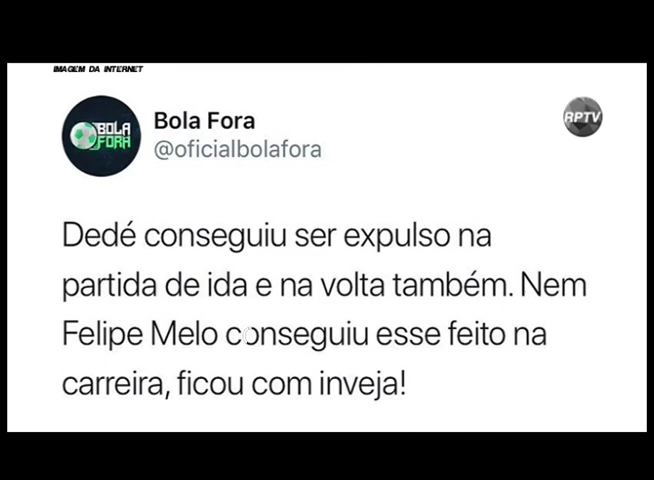 IMAGEM DA INTERNET
BOLA
FORA
Bola Fora
@oficialbolafora
RPTV
Dedé conseguiu ser expulso na
partida de ida e na volta também. Nem
Felipe Melo conseguiu esse feito na
carreira, ficou com inveja!